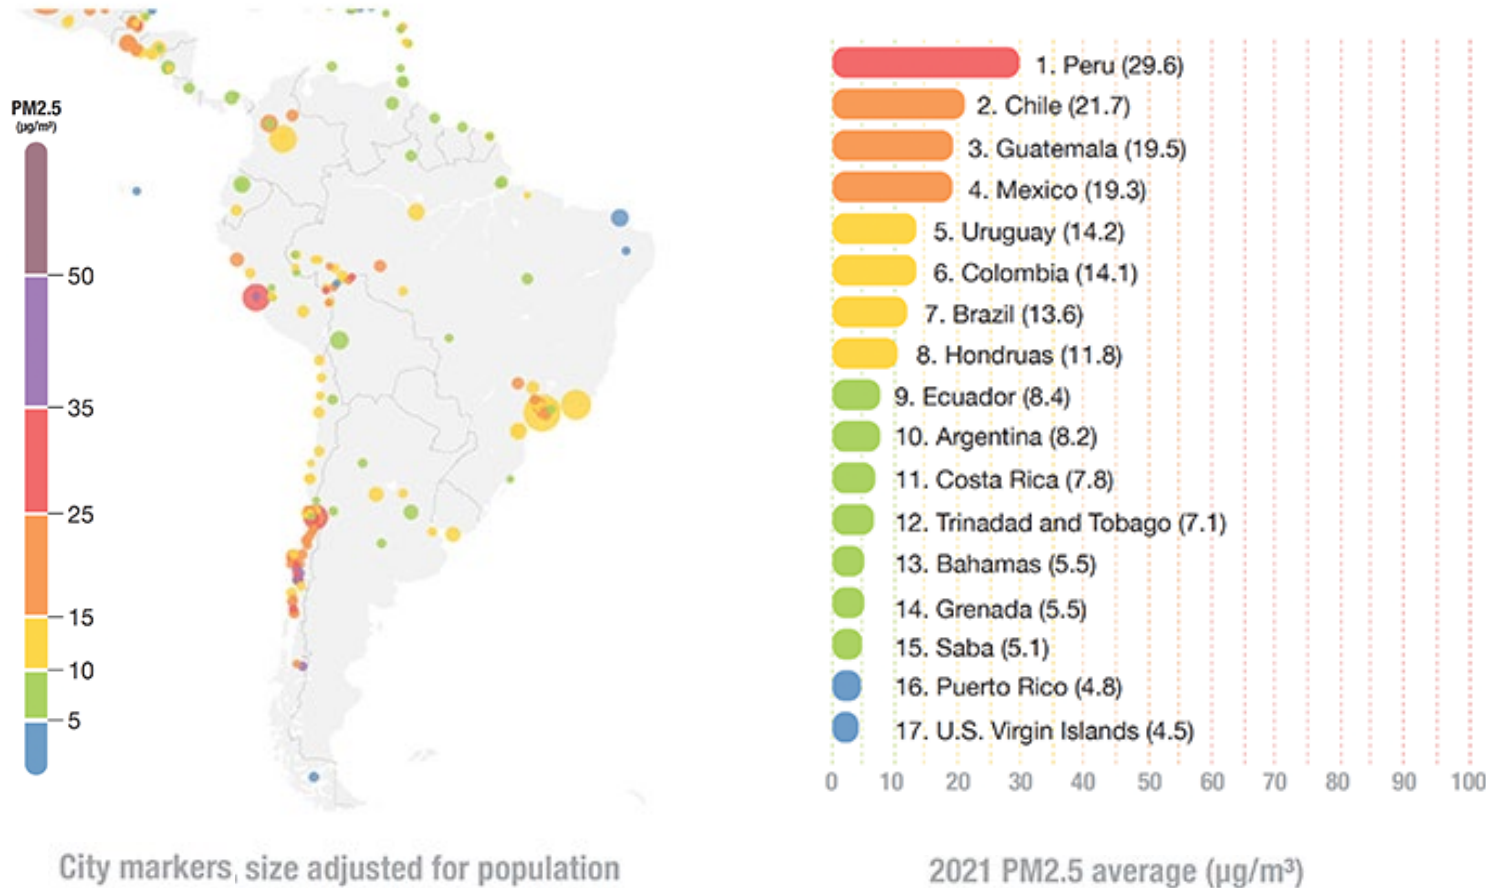 PM2.5
(µg/m³)
50
35
25
15
10
5
City markers, size adjusted for population
1. Peru (29.6)
2. Chile (21.7)
3. Guatemala (19.5)
4. Mexico (19.3)
5. Uruguay (14.2)
6. Colombia (14.1)
7. Brazil (13.6)
8. Hondruas (11.8)
9. Ecuador (8.4)
10. Argentina (8.2)
11. Costa Rica (7.8)
12. Trinadad and Tobago (7.1)
13. Bahamas (5.5)
14. Grenada (5.5)
15. Saba (5.1)
16. Puerto Rico (4.8)
17. U.S. Virgin Islands (4.5)
0 10 20 30 40 50 60 70 80 90 100
2021 PM2.5 average (µg/m³)